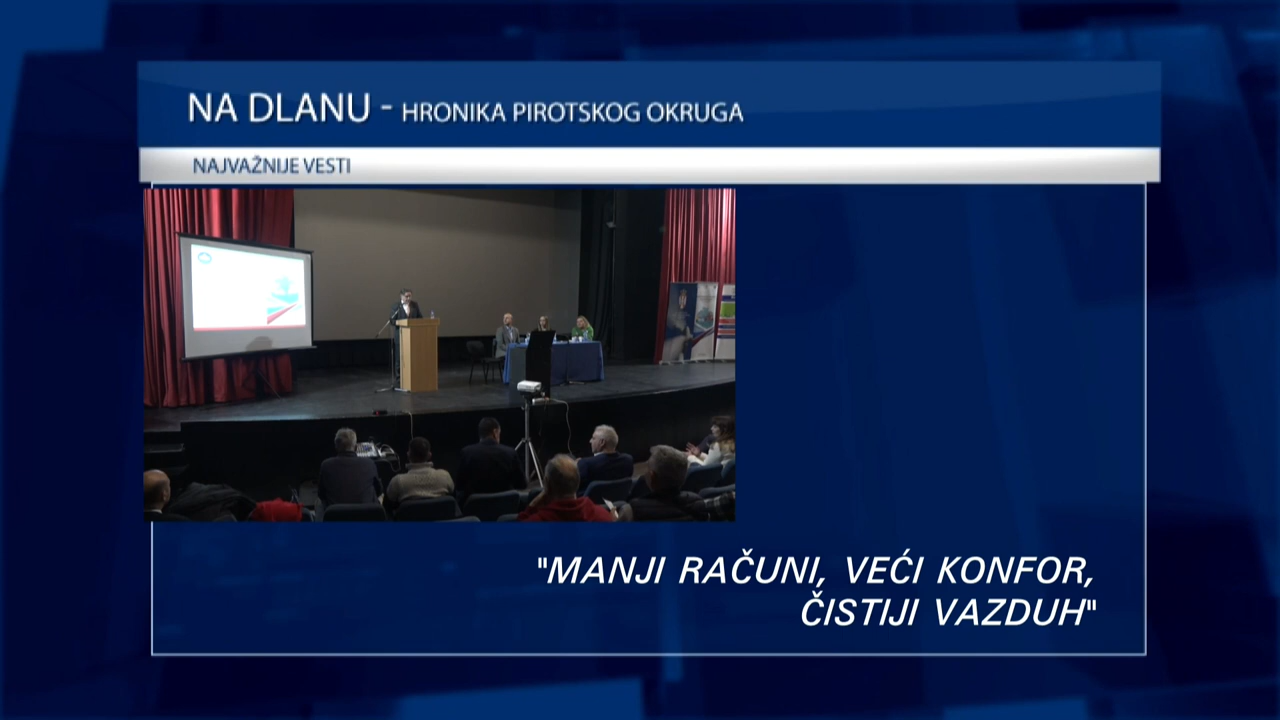 NA DLANU - HRONIKA PIROTSKOG OKRUGA
NAJVAŽNIJE VESTI
"MANJI RAČUNI, VEĆI KONFOR,
ČISTIJI VAZDUH"